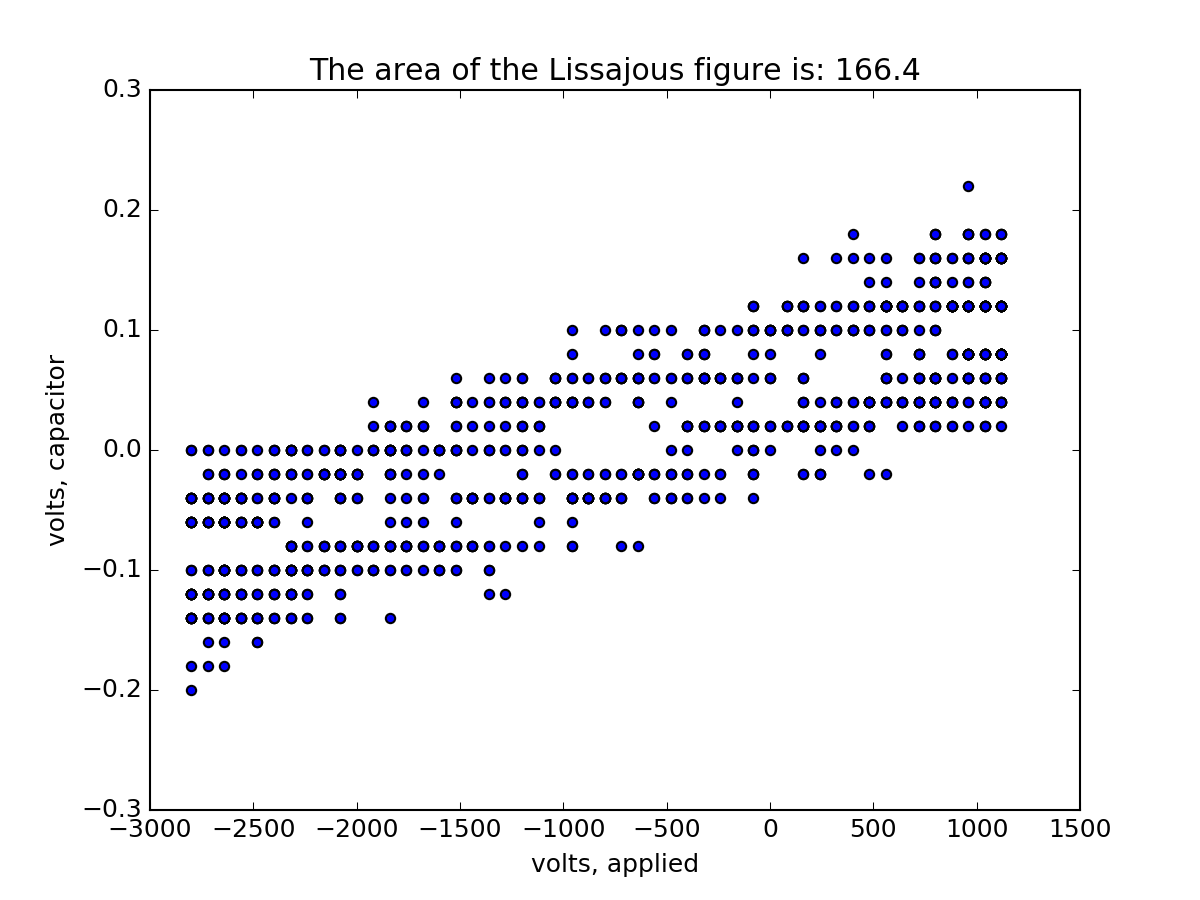 The area of the Lissajous figure is: 166.4
0.3
0.2
0.1
0.0
−0.1
−0.2
−0.3
volts, capacitor
−3000 −2500 −2000 −1500 −1000 −500 0 500 1000 1500
volts, applied